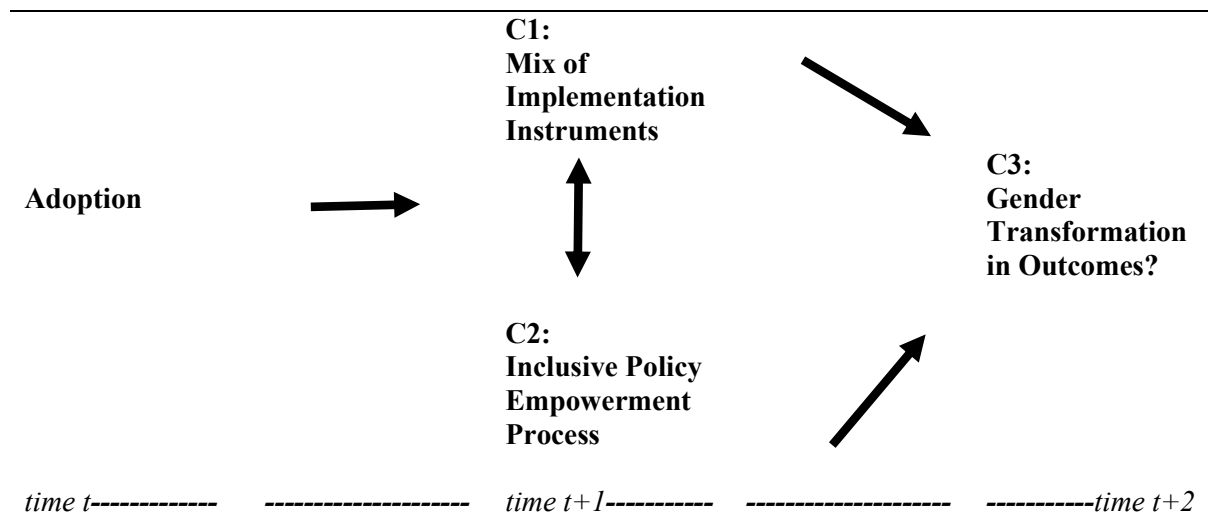 C1:
Mix of
Implementation
Instruments
Adoption
C3:
Gender
Transformation
in Outcomes?
C2:
Inclusive Policy
Empowerment
Process
time t------------- --------------------- time t+1----------- --------------------- -----------time t+2